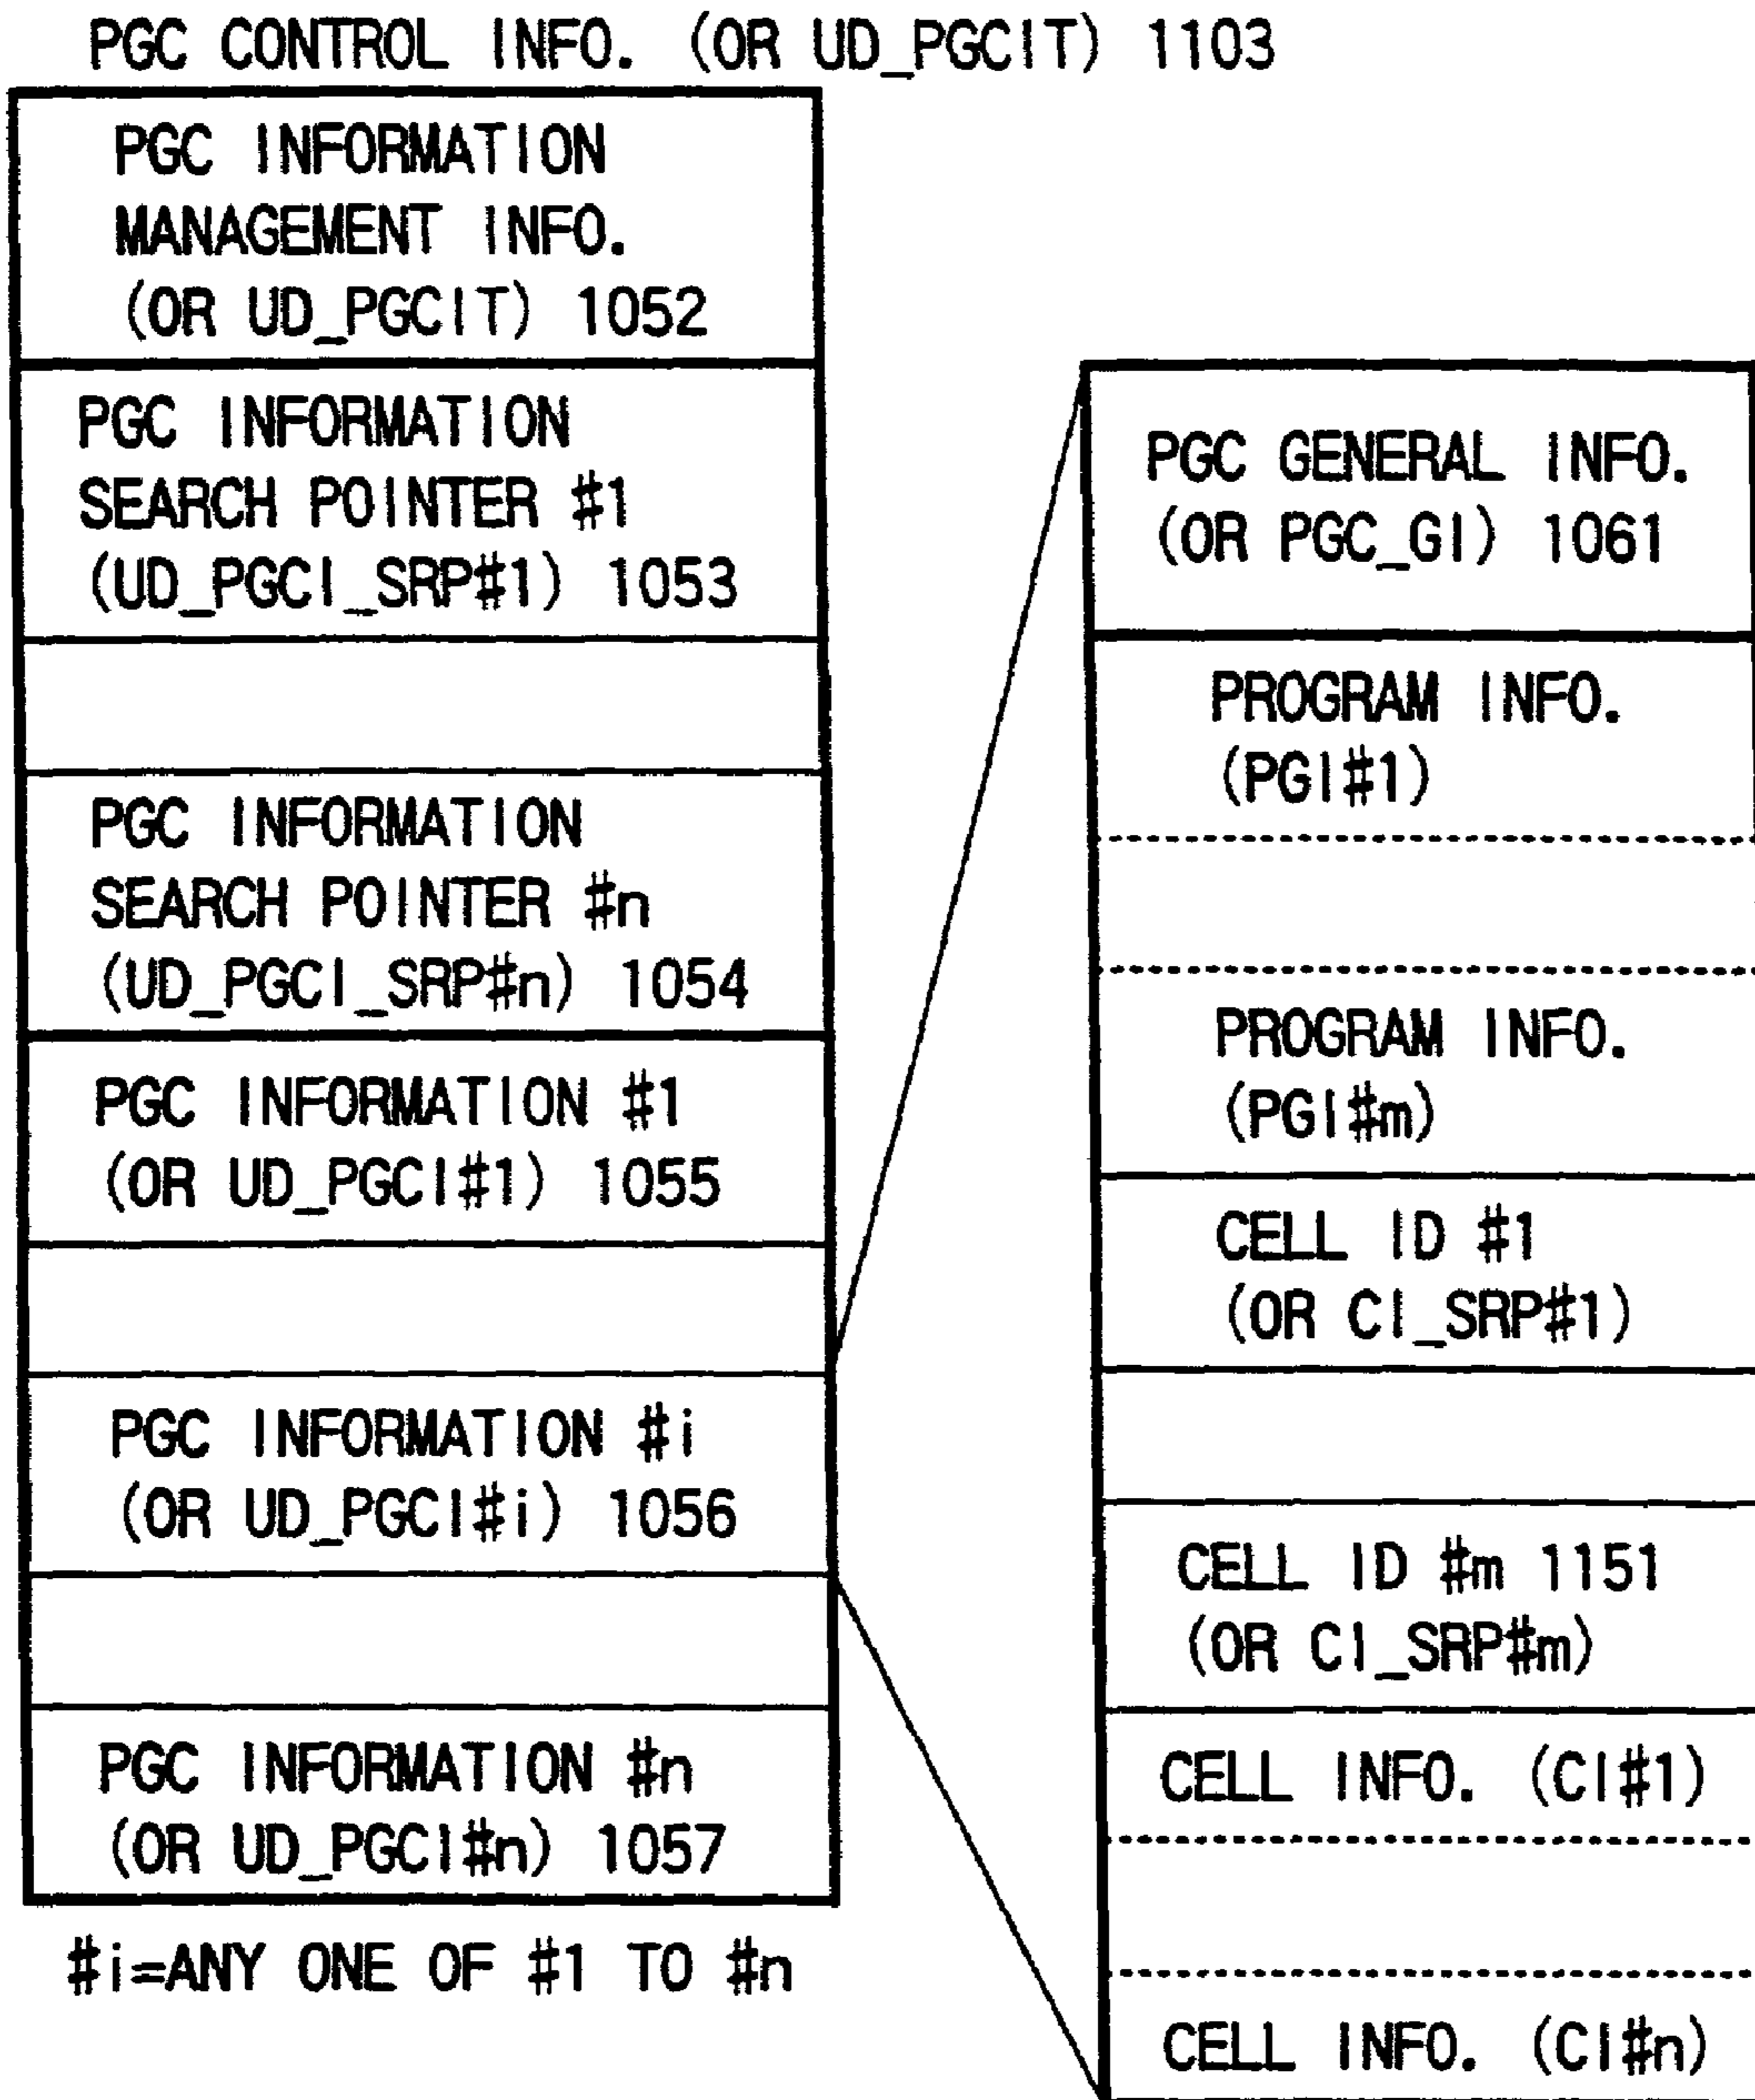 PGC CONTROL INFO. (OR UD_PGCIT) 1103
PGC INFORMATION
MANAGEMENT INFO.
(OR UD_PGCIT) 1052
PGC INFORMATION
SEARCH POINTER #1
(UD_PGCI_SRP#1) 1053
PGC INFORMATION
SEARCH POINTER #n
(UD_PGCI_SRP#n) 1054
PGC INFORMATION #1
(OR UD_PGCI#1) 1055
PGC INFORMATION #i
(OR UD_PGCI#i) 1056
PGC INFORMATION #n
(OR UD_PGCI#n) 1057
#i=ANY ONE OF #1 TO #n
PGC GENERAL INFO.
(OR PGC_GI) 1061
PROGRAM INFO.
(PGI#1)
PROGRAM INFO.
(PGI#m)
CELL ID #1
(OR CI_SRP#1)
CELL ID #m 1151
(OR CI_SRP#m)
CELL INFO. (CI#1)
CELL INFO. (CI#n)